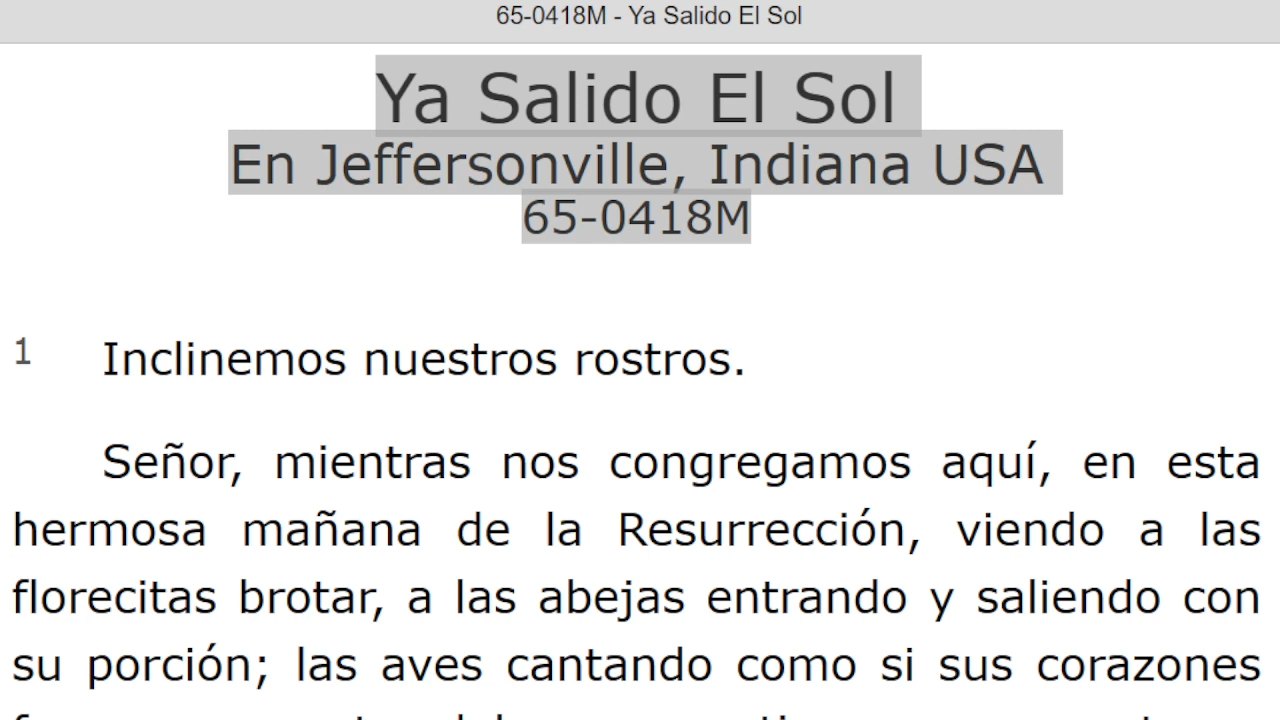 65-0418M - Ya Salido El Sol
Ya Salido El Sol
En Jeffersonville, Indiana USA
65-0418M
1 Inclinemos nuestros rostros.
Señor, mientras nos congregamos aquí, en esta
hermosa mañana de la Resurrección, viendo a las
florecitas brotar, a las abejas entrando y saliendo con
su porción; las aves cantando como si sus corazones